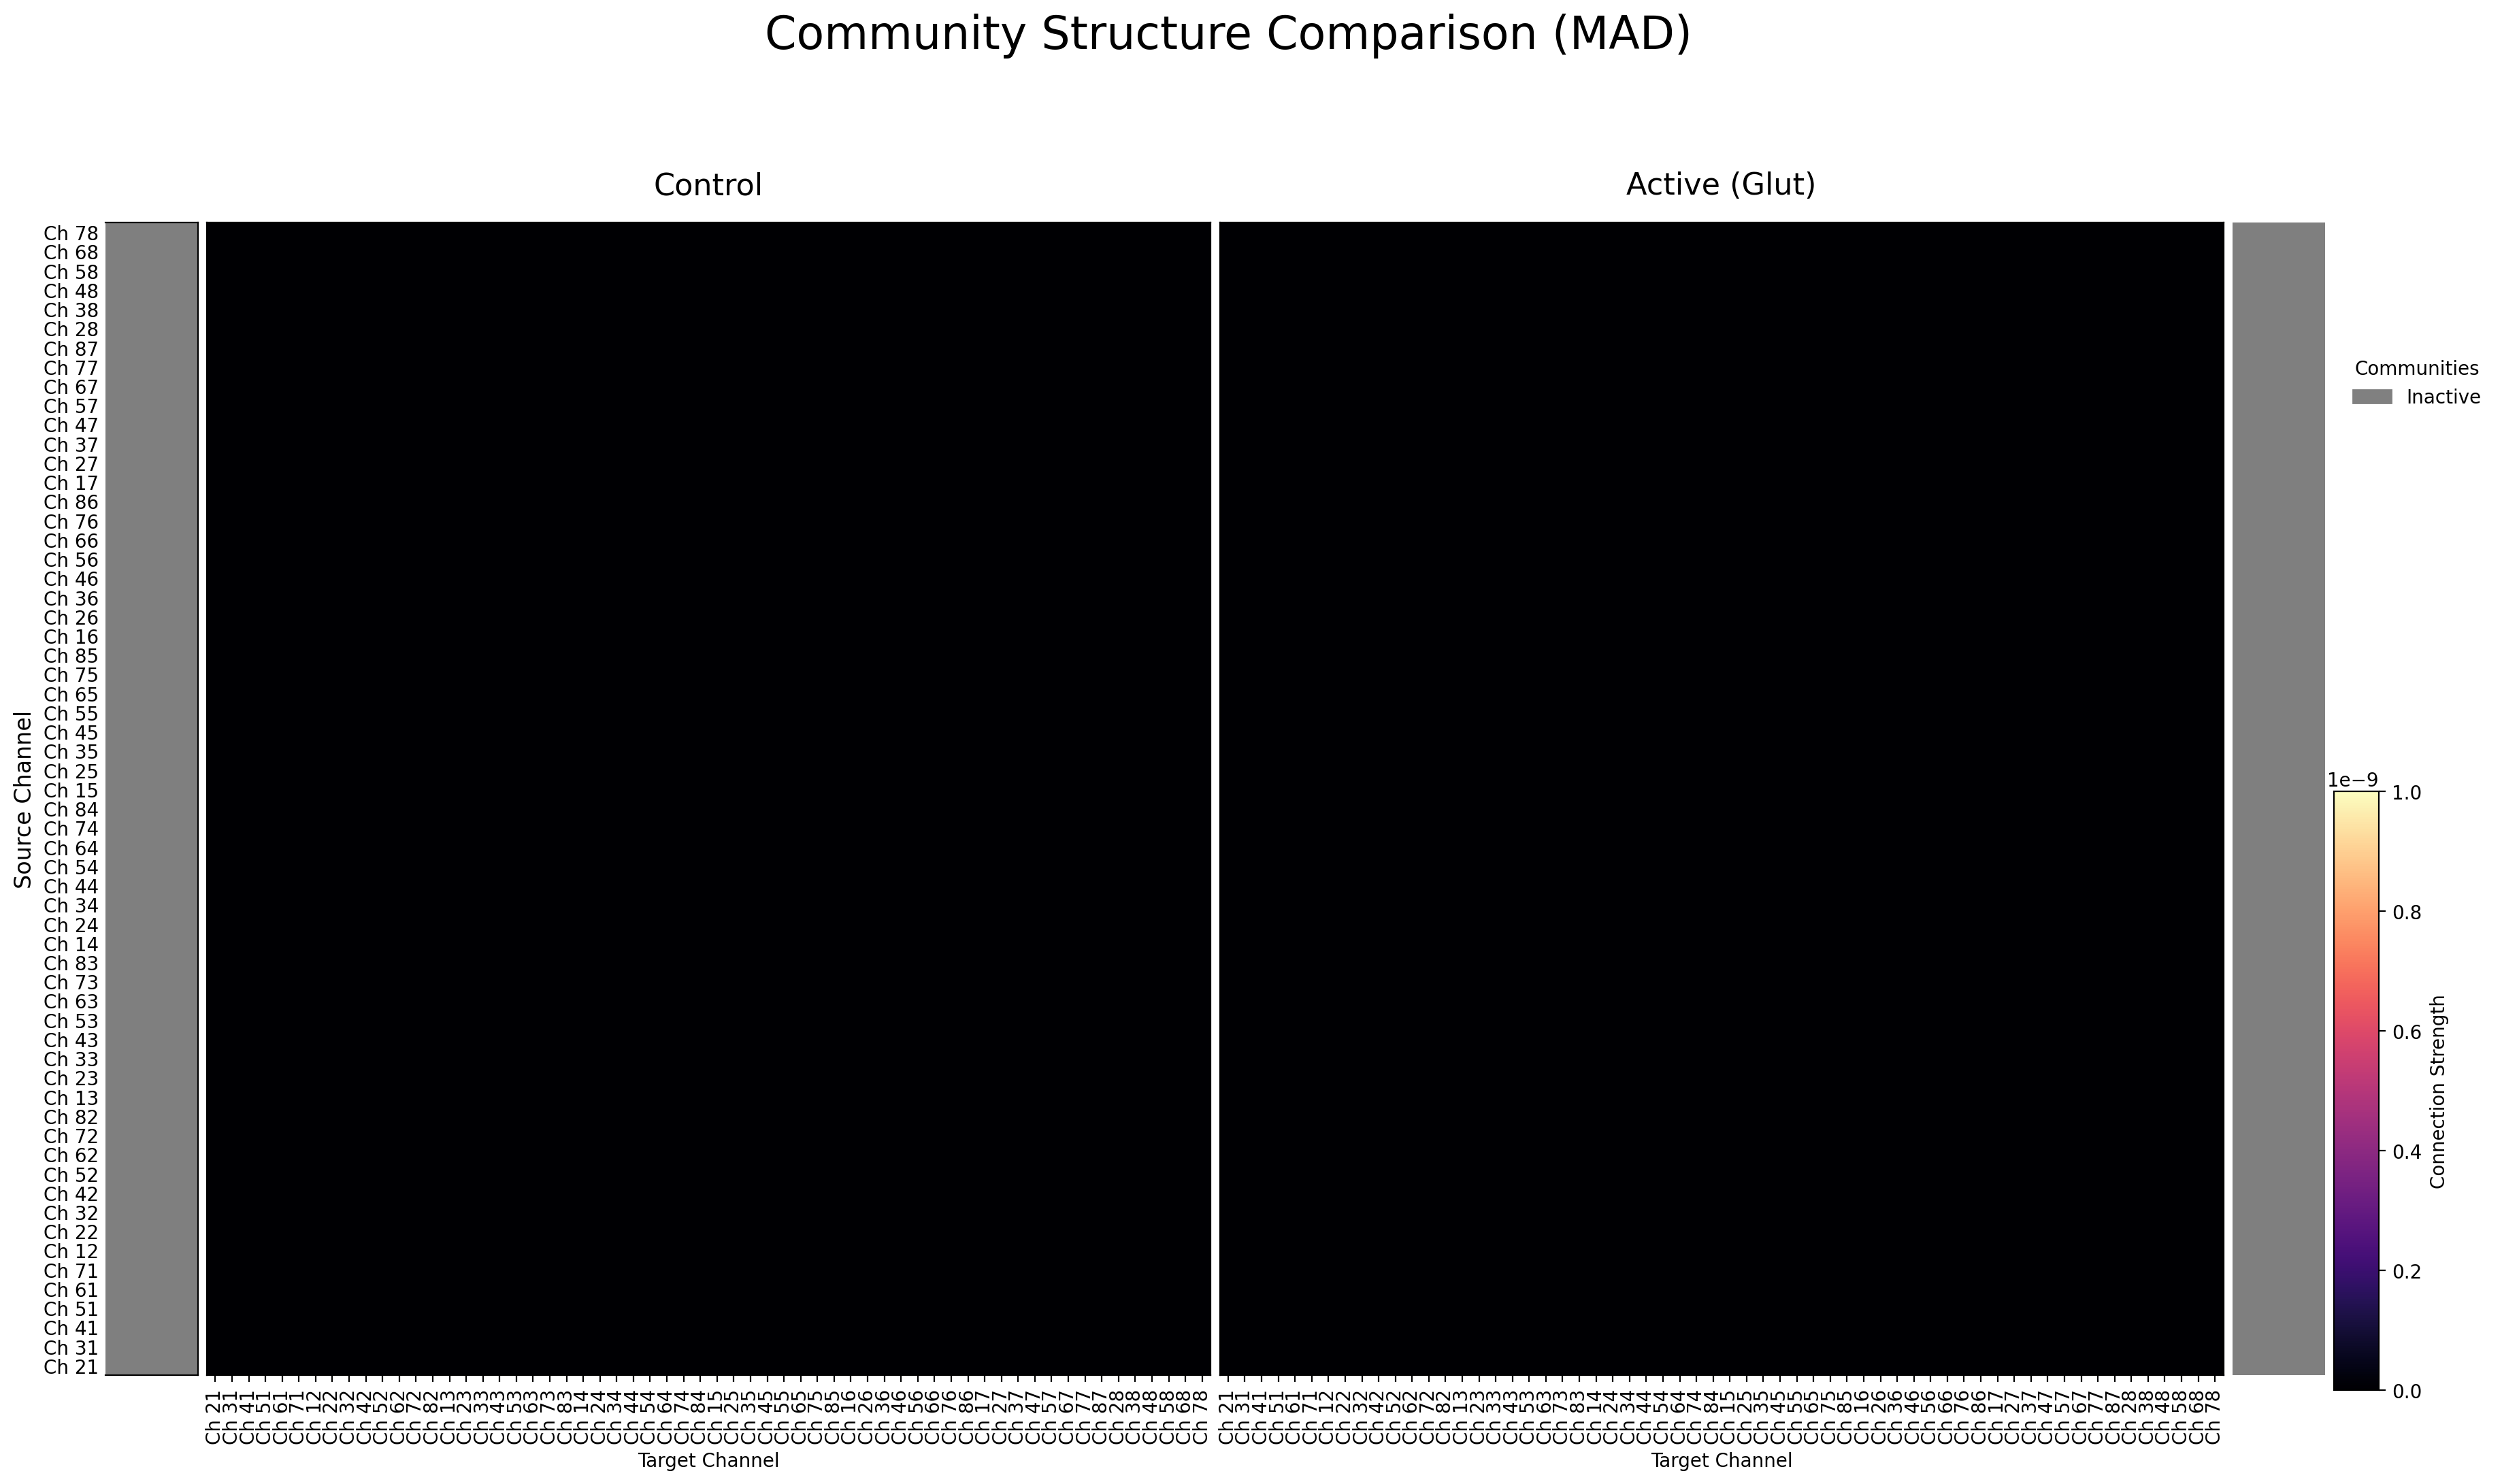 Community Structure Comparison (MAD)
Control
Active (Glut)
Source Channel
Ch 78
Ch 68
Ch 58
Ch 48
Ch 38
Ch 28
Ch 87
Ch 77
Ch 67
Ch 57
Ch 47
Ch 37
Ch 27
Ch 17
Ch 86
Ch 76
Ch 66
Ch 56
Ch 46
Ch 36
Ch 26
Ch 16
Ch 85
Ch 75
Ch 65
Ch 55
Ch 45
Ch 35
Ch 25
Ch 15
Ch 84
Ch 74
Ch 64
Ch 54
Ch 44
Ch 34
Ch 24
Ch 14
Ch 83
Ch 73
Ch 63
Ch 53
Ch 43
Ch 33
Ch 23
Ch 13
Ch 82
Ch 72
Ch 62
Ch 52
Ch 42
Ch 32
Ch 22
Ch 12
Ch 71
Ch 61
Ch 51
Ch 41
Ch 31
Ch 21
Ch 21
Ch 31
Ch 41
Ch 51
Ch 61
Ch 71
Ch 12
Ch 22
Ch 32
Ch 42
Ch 52
Ch 62
Ch 72
Ch 82
Ch 13
Ch 23
Ch 33
Ch 43
Ch 53
Ch 63
Ch 73
Ch 83
Ch 14
Ch 24
Ch 34
Ch 44
Ch 54
Ch 64
Ch 74
Ch 84
Ch 15
Ch 25
Ch 35
Ch 45
Ch 55
Ch 65
Ch 75
Ch 85
Ch 16
Ch 26
Ch 36
Ch 46
Ch 56
Ch 66
Ch 76
Ch 86
Ch 17
Ch 27
Ch 37
Ch 47
Ch 57
Ch 67
Ch 77
Ch 87
Ch 28
Ch 38
Ch 48
Ch 58
Ch 68
Ch 78
Target Channel
Ch 21
Ch 31
Ch 41
Ch 51
Ch 61
Ch 71
Ch 12
Ch 22
Ch 32
Ch 42
Ch 52
Ch 62
Ch 72
Ch 82
Ch 13
Ch 23
Ch 33
Ch 43
Ch 53
Ch 63
Ch 73
Ch 83
Ch 14
Ch 24
Ch 34
Ch 44
Ch 54
Ch 64
Ch 74
Ch 84
Ch 15
Ch 25
Ch 35
Ch 45
Ch 55
Ch 65
Ch 75
Ch 85
Ch 16
Ch 26
Ch 36
Ch 46
Ch 56
Ch 66
Ch 76
Ch 86
Ch 17
Ch 27
Ch 37
Ch 47
Ch 57
Ch 67
Ch 77
Ch 87
Ch 28
Ch 38
Ch 48
Ch 58
Ch 68
Ch 78
Target Channel
Communities
Inactive
1e−9
1.0
0.8
0.6
0.4
0.2
0.0
Connection Strength